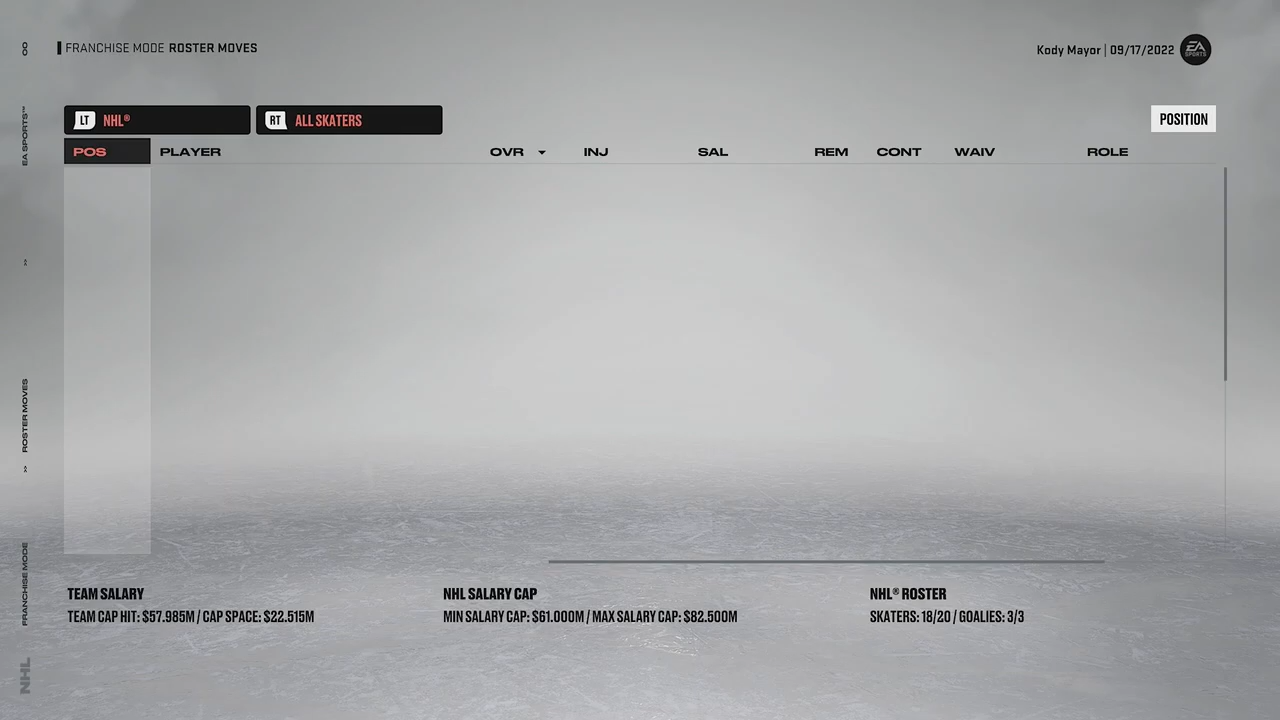 FRANCHISE MODE ROSTER MOVES
Kody Mayor | 09/17/2022
EA SPORTS
LT NHL®
RT ALL SKATERS
POSITION
POS PLAYER OVR INJ SAL REM CONT WAIV ROLE
TEAM SALARY
TEAM CAP HIT: $57.985M / CAP SPACE: $22.515M
NHL SALARY CAP
MIN SALARY CAP: $61.000M / MAX SALARY CAP: $82.500M
NHL® ROSTER
SKATERS: 18/20 / GOALIES: 3/3
NHL
FRANCHISE MODE
>>
ROSTER MOVES
>>
EA SPORTS™